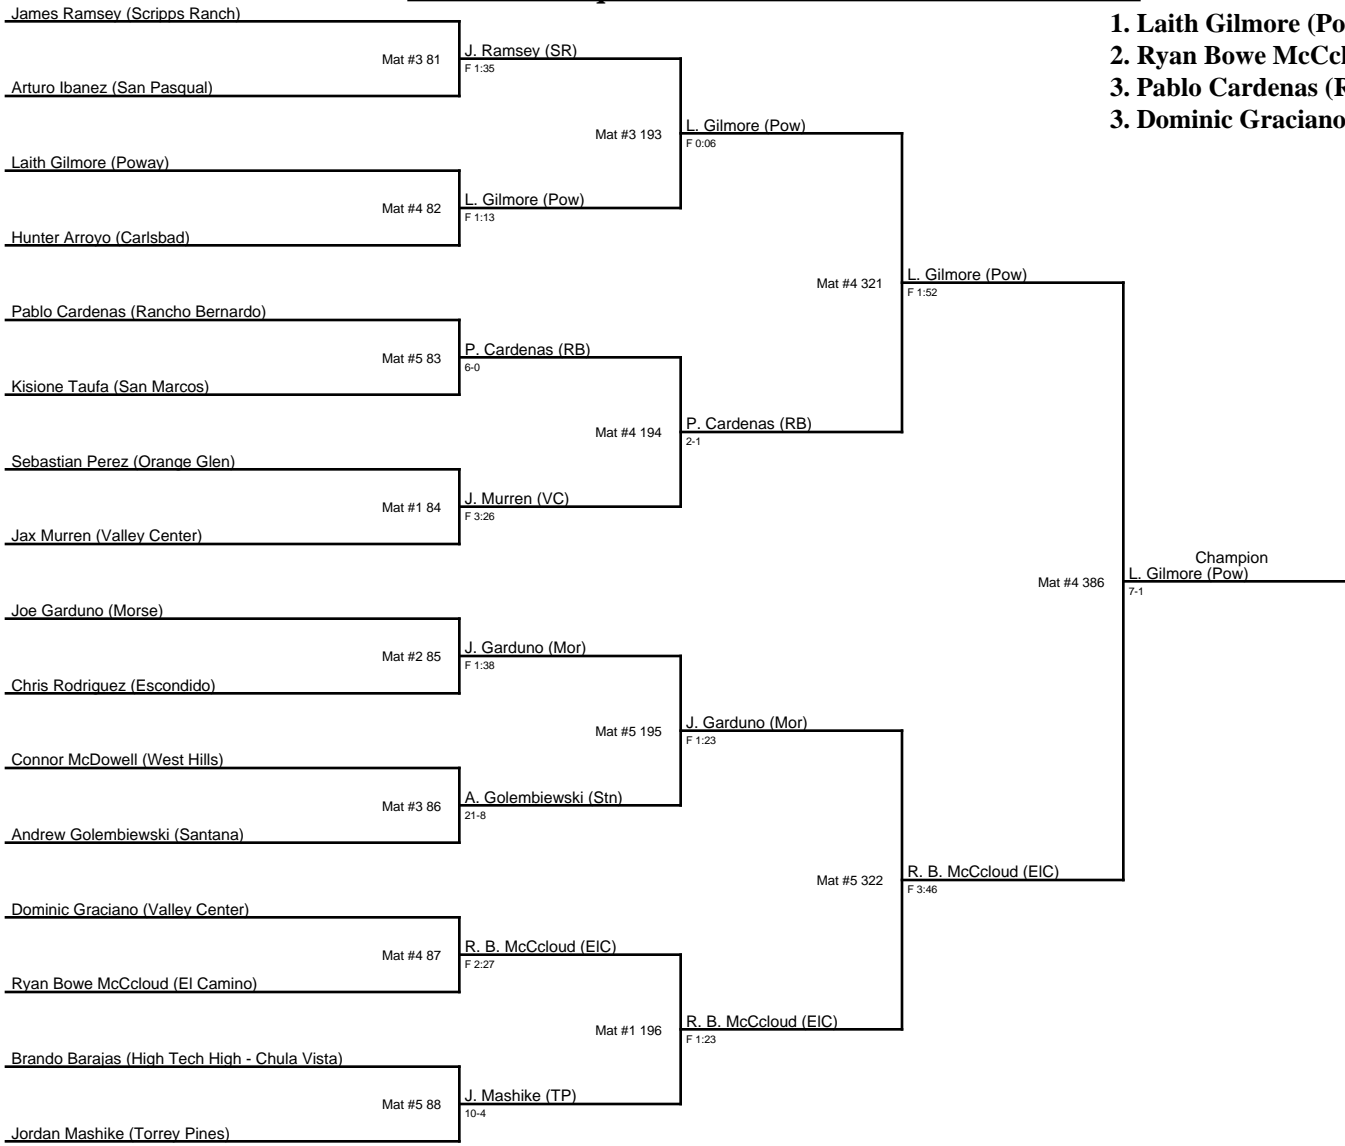 James Ramsey (Scripps Ranch)
1. Laith Gilmore (Po
J. Ramsey (SR)
Mat #3 81
F 1:35
2. Ryan Bowe McCc
Arturo Ibanez (San Pasqual)
3. Pablo Cardenas (R
3. Dominic Graciano
L. Gilmore (Pow)
Mat #3 193
F 0:06
Laith Gilmore (Poway)
L. Gilmore (Pow)
Mat #4 82
F 1:13
Hunter Arroyo (Carlsbad)
L. Gilmore (Pow)
Mat #4 321
F 1:52
Pablo Cardenas (Rancho Bernardo)
P. Cardenas (RB)
Mat #5 83
6-0
Kisione Taufa (San Marcos)
P. Cardenas (RB)
Mat #4 194
2-1
Sebastian Perez (Orange Glen)
J. Murren (VC)
Mat #1 84
F 3:26
Jax Murren (Valley Center)
Champion
L. Gilmore (Pow)
Mat #4 386
7-1
Joe Garduno (Morse)
J. Garduno (Mor)
Mat #2 85
F 1:38
Chris Rodriguez (Escondido)
J. Garduno (Mor)
Mat #5 195
F 1:23
Connor McDowell (West Hills)
A. Golembiewski (Stn)
Mat #3 86
21-8
Andrew Golembiewski (Santana)
R. B. McCcloud (ElC)
Mat #5 322
F 3:46
Dominic Graciano (Valley Center)
R. B. McCcloud (ElC)
Mat #4 87
F 2:27
Ryan Bowe McCcloud (El Camino)
R. B. McCcloud (ElC)
Mat #1 196
F 1:23
Brando Barajas (High Tech High - Chula Vista)
J. Mashike (TP)
Mat #5 88
10-4
Jordan Mashike (Torrey Pines)